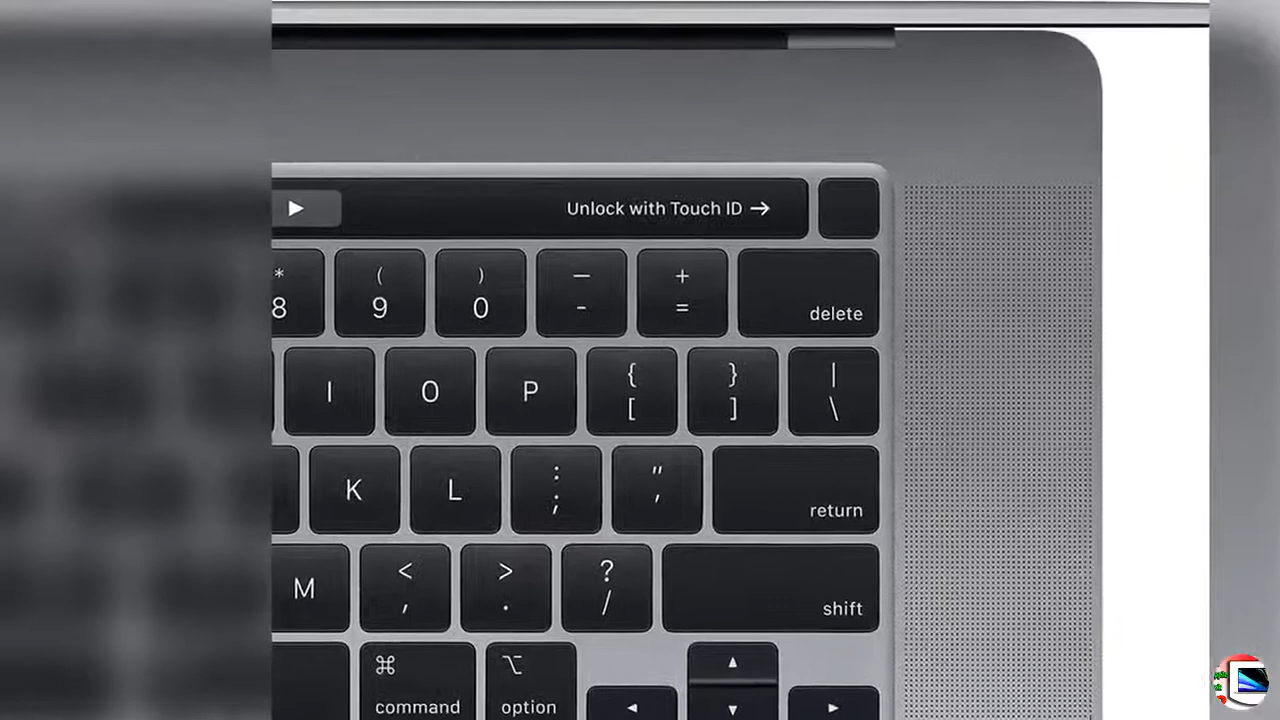 Unlock with Touch ID →
* ( ) — +
8 9 0 - = delete
{ } |
I O P [ ] \
: "
K L ; ' return
< > ?
M , . / shift
⌘ ⌥ ▲
command option ◄ ▼ ►